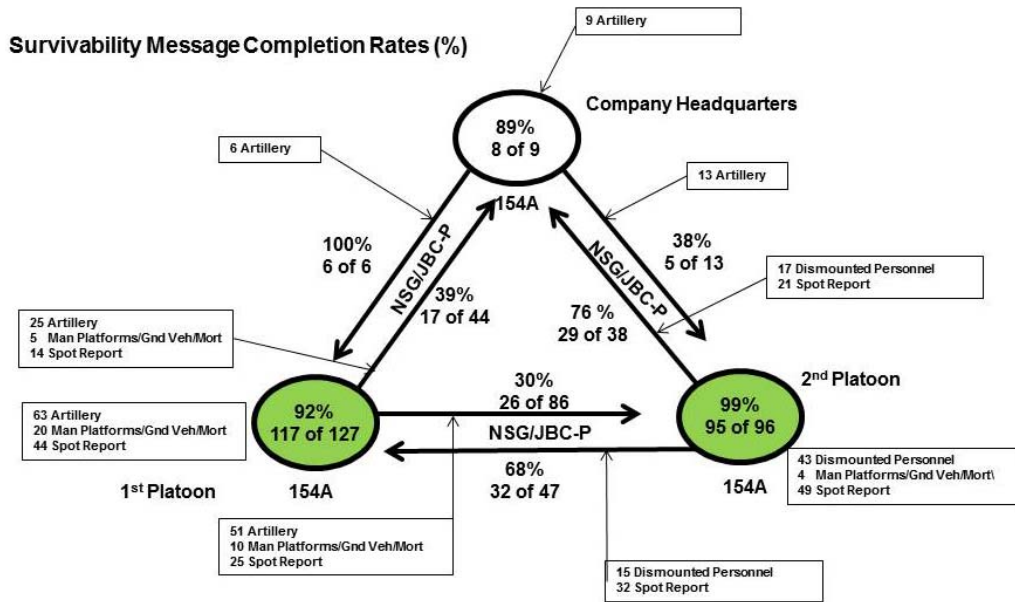 9 Artillery
Survivability Message Completion Rates (%)
Company Headquarters
89%
8 of 9
6 Artillery
13 Artillery
154A
100%
6 of 6
NSG/JBC-P
39%
17 of 44
NSG/JBC-P
38%
5 of 13
76 %
29 of 38
17 Dismounted Personnel
21 Spot Report
25 Artillery
5 Man Platforms/Gnd Veh/Mort
14 Spot Report
2nd Platoon
63 Artillery
20 Man Platforms/Gnd Veh/Mort
44 Spot Report
92%
117 of 127
30%
26 of 86
NSG/JBC-P
68%
32 of 47
99%
95 of 96
1st Platoon
154A
154A
43 Dismounted Personnel
4 Man Platforms/Gnd Veh/Mort\
49 Spot Report
51 Artillery
10 Man Platforms/Gnd Veh/Mort
25 Spot Report
15 Dismounted Personnel
32 Spot Report